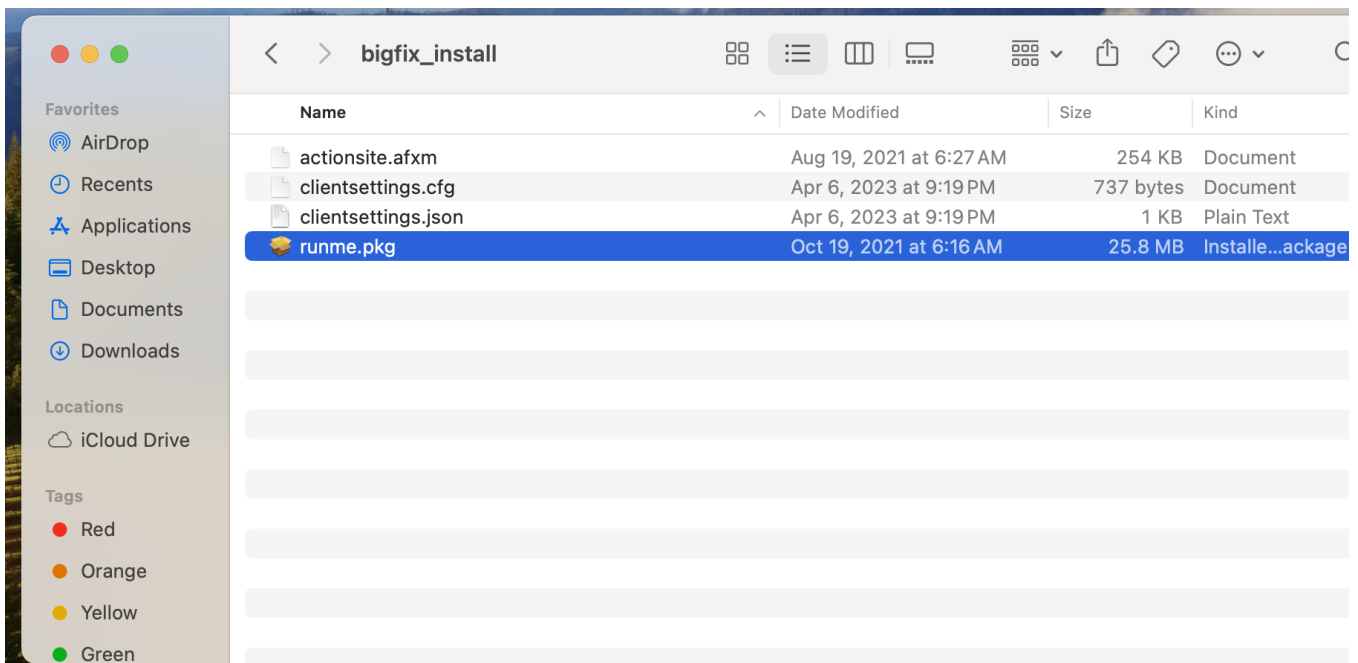 bigfix_install
Favorites
AirDrop
Recents
Applications
Desktop
Documents
Downloads
Locations
iCloud Drive
Tags
Red
Orange
Yellow
Green
Name Date Modified Size Kind
actionsite.afxm Aug 19, 2021 at 6:27 AM 254 KB Document
clientsettings.cfg Apr 6, 2023 at 9:19 PM 737 bytes Document
clientsettings.json Apr 6, 2023 at 9:19 PM 1 KB Plain Text
runme.pkg Oct 19, 2021 at 6:16 AM 25.8 MB Installe...ackage